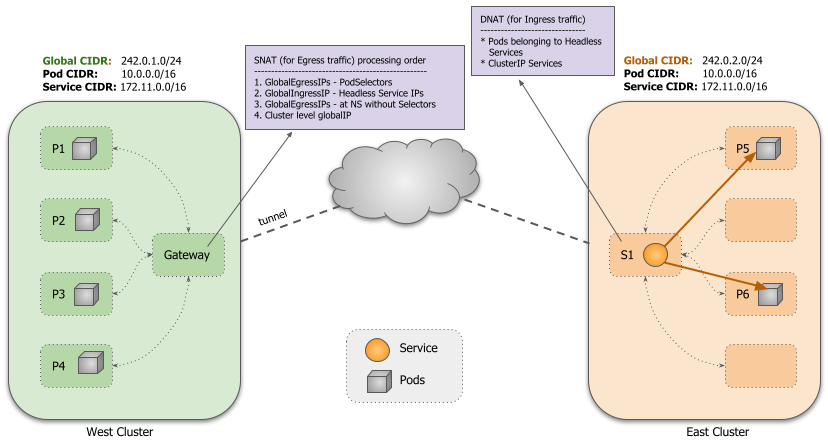 DNAT (for Ingress traffic)
------------------------------
* Pods belonging to Headless
Services
* ClusterIP Services
Global CIDR: 242.0.1.0/24
Pod CIDR: 10.0.0.0/16
Service CIDR: 172.11.0.0/16
SNAT (for Egress traffic) processing order
--------------------------------------------------
1. GlobalEgressIPs - PodSelectors
2. GlobalIngressIP - Headless Service IPs
3. GlobalEgressIPs - at NS without Selectors
4. Cluster level globalIP
Global CIDR: 242.0.2.0/24
Pod CIDR: 10.0.0.0/16
Service CIDR: 172.11.0.0/16
P1
P2
P3
P4
Gateway
tunnel
S1
P5
P6
Service
Pods
West Cluster
East Cluster